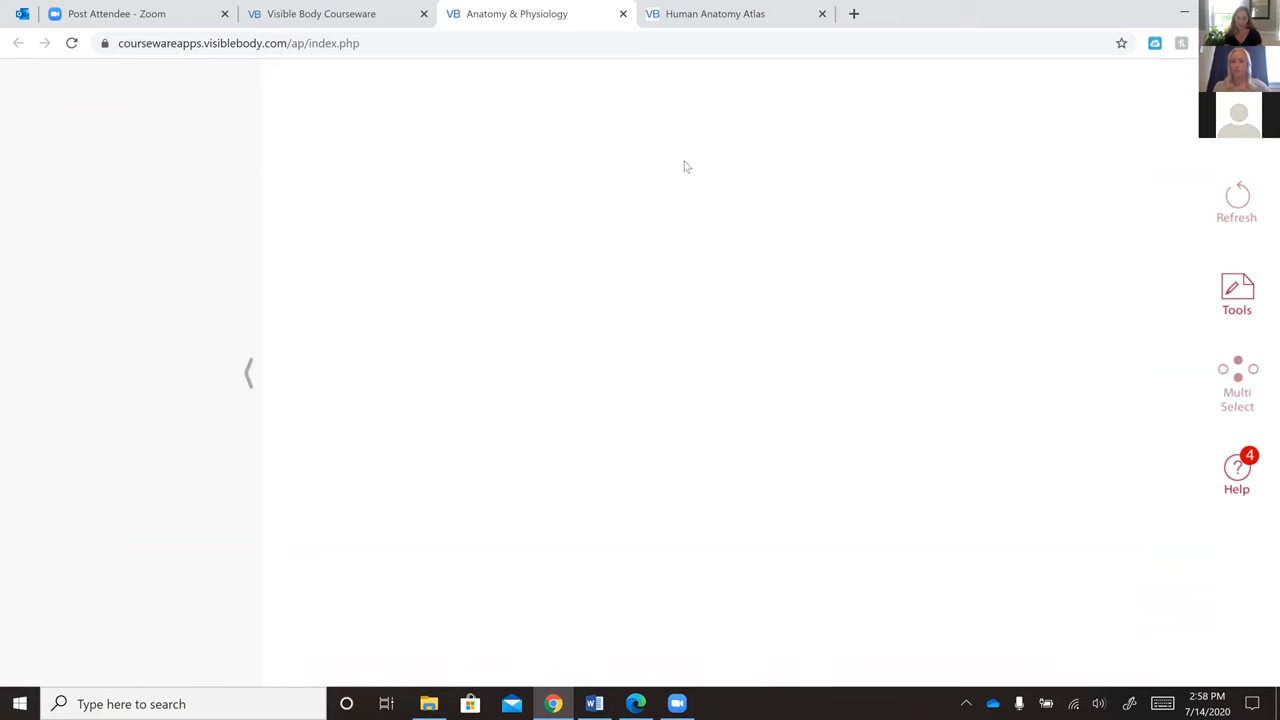 Post Attendee - Zoom
VB Visible Body Courseware
VB Anatomy & Physiology
VB Human Anatomy Atlas
coursewareapps.visiblebody.com/ap/index.php
Refresh
Tools
Multi
Select
4
?
Help
Type here to search
2:58 PM
7/14/2020